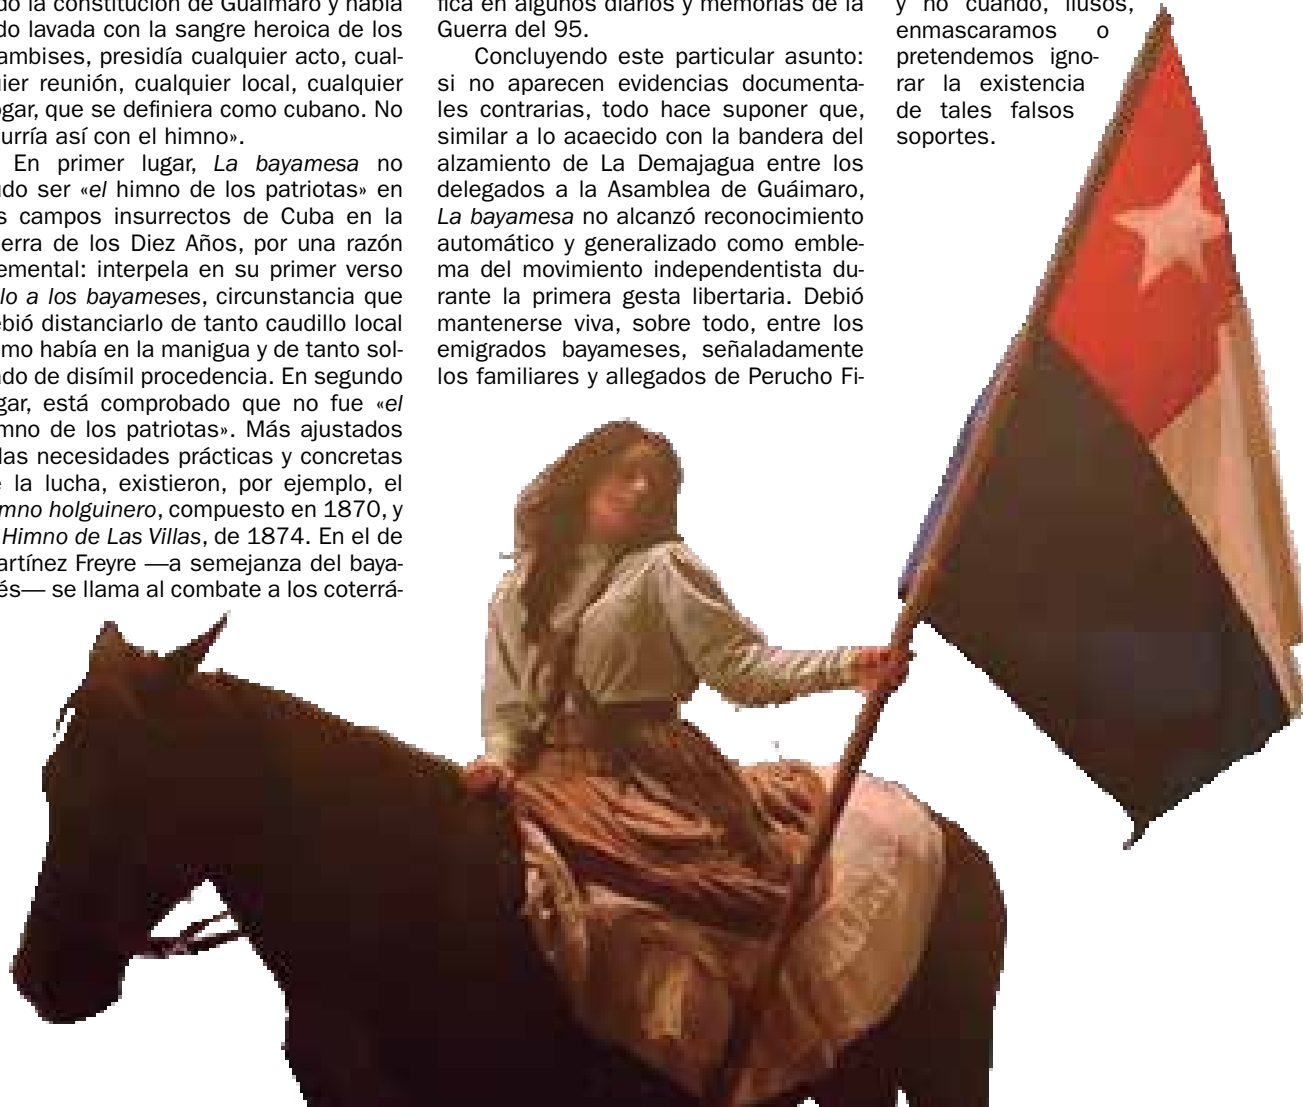 do la constitución de Guáimaro y había
do lavada con la sangre heroica de los
ambises, presidía cualquier acto, cual-
ier reunión, cualquier local, cualquier
gar, que se definiera como cubano. No
urría así con el himno».
En primer lugar, La bayamesa no
do ser «el himno de los patriotas» en
s campos insurrectos de Cuba en la
erra de los Diez Años, por una razón
emental: interpela en su primer verso
lo a los bayameses, circunstancia que
ebió distanciarlo de tanto caudillo local
mo había en la manigua y de tanto sol-
do de disímil procedencia. En segundo
gar, está comprobado que no fue «el
mno de los patriotas». Más ajustados
las necesidades prácticas y concretas
e la lucha, existieron, por ejemplo, el
mno holguinero, compuesto en 1870, y
Himno de Las Villas, de 1874. En el de
artínez Freyre —a semejanza del baya-
és— se llama al combate a los coterrá-
fica en algunos diarios y memorias de la
Guerra del 95.
Concluyendo este particular asunto:
si no aparecen evidencias documenta-
les contrarias, todo hace suponer que,
similar a lo acaecido con la bandera del
alzamiento de La Demajagua entre los
delegados a la Asamblea de Guáimaro,
La bayamesa no alcanzó reconocimiento
automático y generalizado como emble-
ma del movimiento independentista du-
rante la primera gesta libertaria. Debió
mantenerse viva, sobre todo, entre los
emigrados bayameses, señaladamente
los familiares y allegados de Perucho Fi-
y no cuando, ilusos,
enmascaramos o
pretendemos igno-
rar la existencia
de tales falsos
soportes.